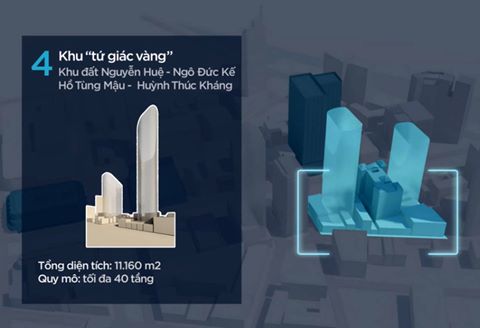 4 Khu “tứ giác vàng”
Khu đất Nguyễn Huệ - Ngô Đức Kế
Hồ Tùng Mậu - Huỳnh Thúc Kháng
Tổng diện tích: 11.160 m2
Quy mô: tối đa 40 tầng